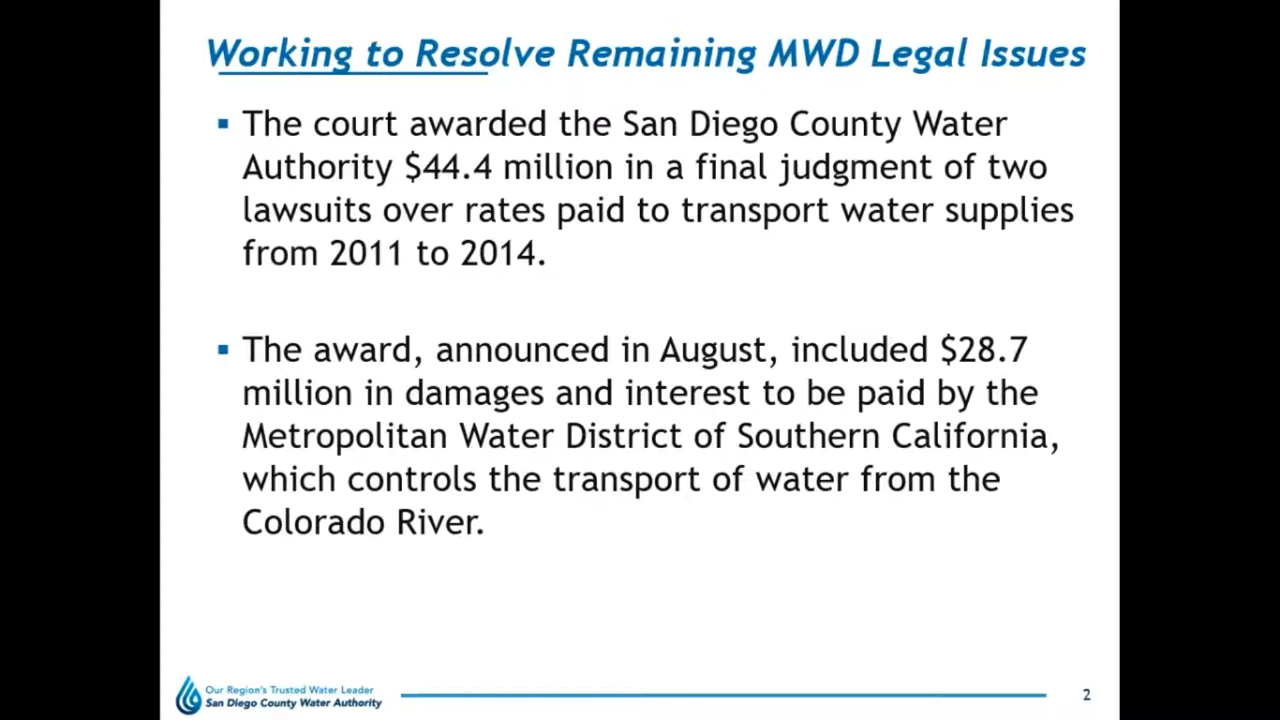 Working to Resolve Remaining MWD Legal Issues
▪ The court awarded the San Diego County Water
Authority $44.4 million in a final judgment of two
lawsuits over rates paid to transport water supplies
from 2011 to 2014.
▪ The award, announced in August, included $28.7
million in damages and interest to be paid by the
Metropolitan Water District of Southern California,
which controls the transport of water from the
Colorado River.
Our Region's Trusted Water Leader
San Diego County Water Authority
2